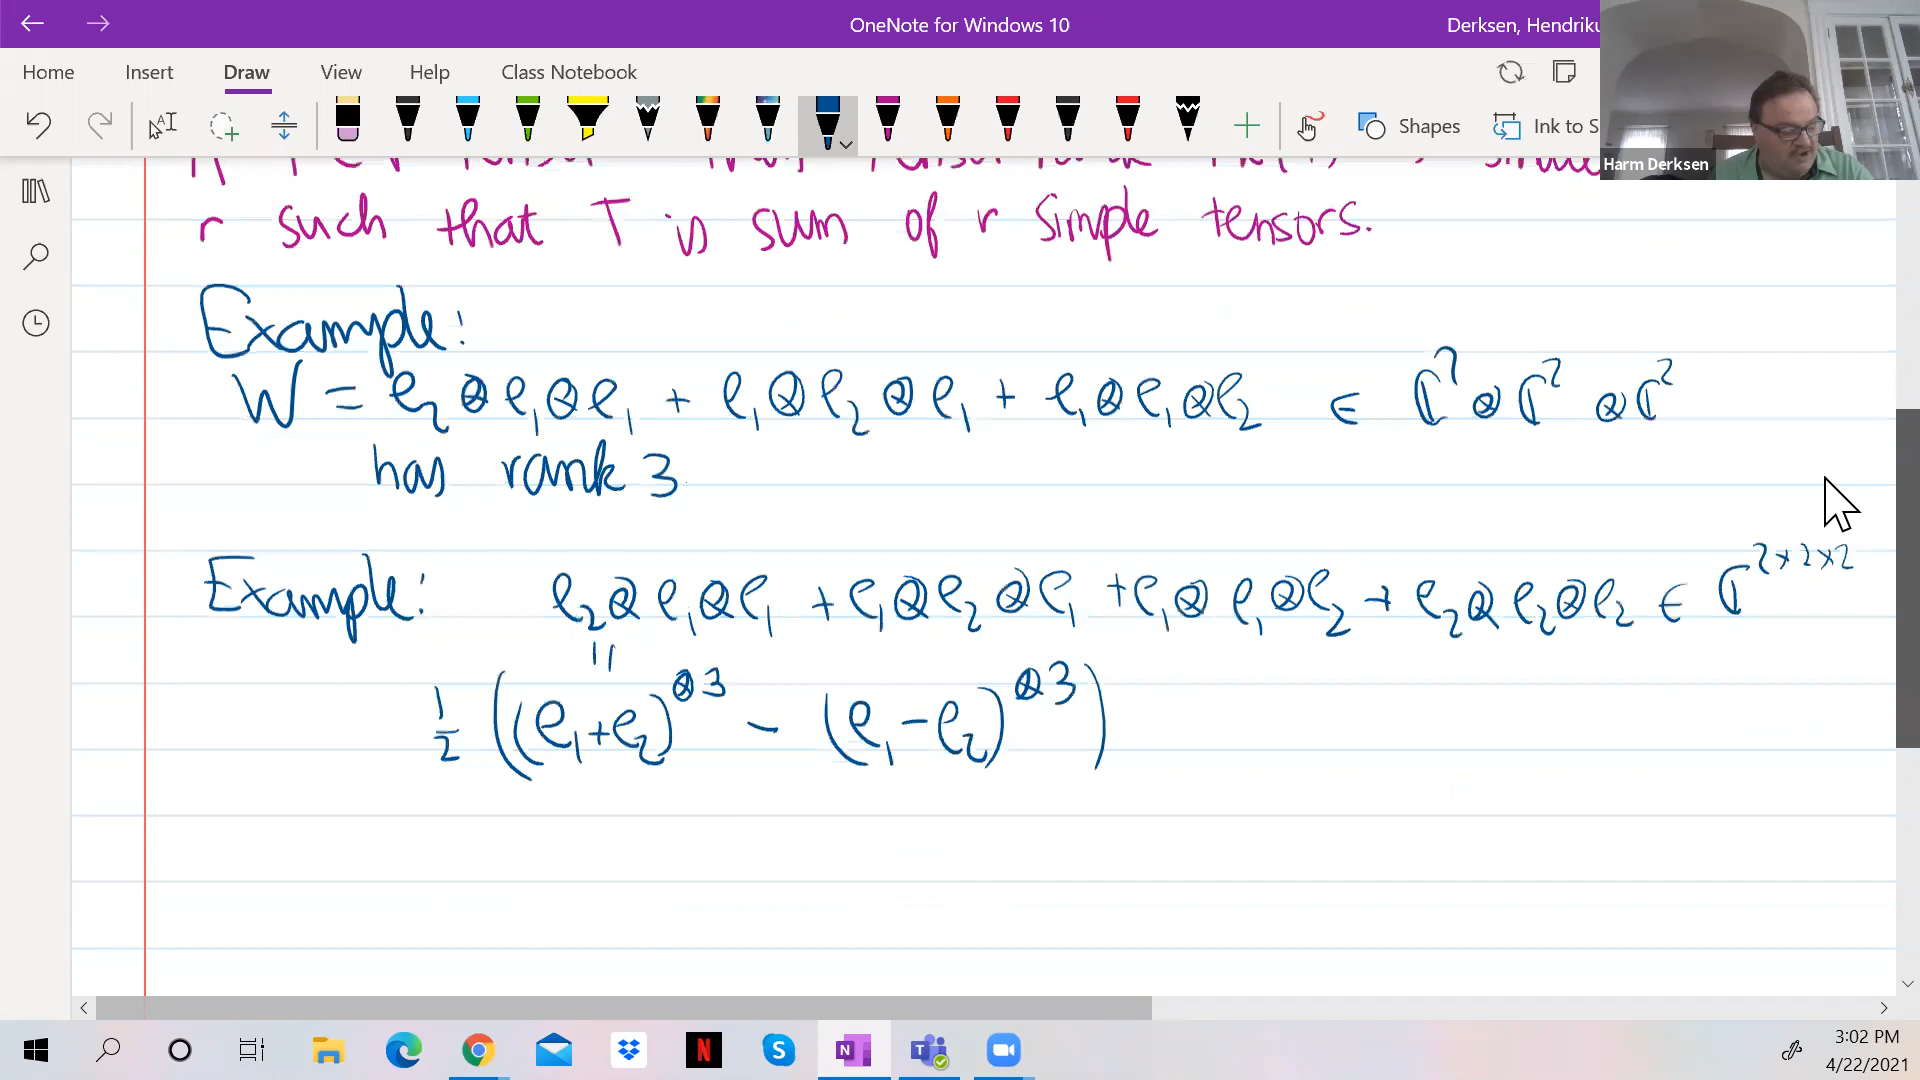 OneNote for Windows 10
Derksen, Hendriku
Home Insert Draw View Help Class Notebook
Shapes Ink to S
Harm Derksen
r such that T is sum of r simple tensors.
Example:
W = e₂⊗e₁⊗e₁ + e₁⊗e₂⊗e₁ + e₁⊗e₁⊗e₂ ∈ ℂ²⊗ℂ²⊗ℂ²
has rank 3
Example: e₂⊗e₁⊗e₁ + e₁⊗e₂⊗e₁ + e₁⊗e₁⊗e₂ + e₂⊗e₂⊗e₂ ∈ ℂ^{2×2×2}
||
1/2 ((e₁+e₂)^{⊗3} − (e₁−e₂)^{⊗3})
3:02 PM
4/22/2021